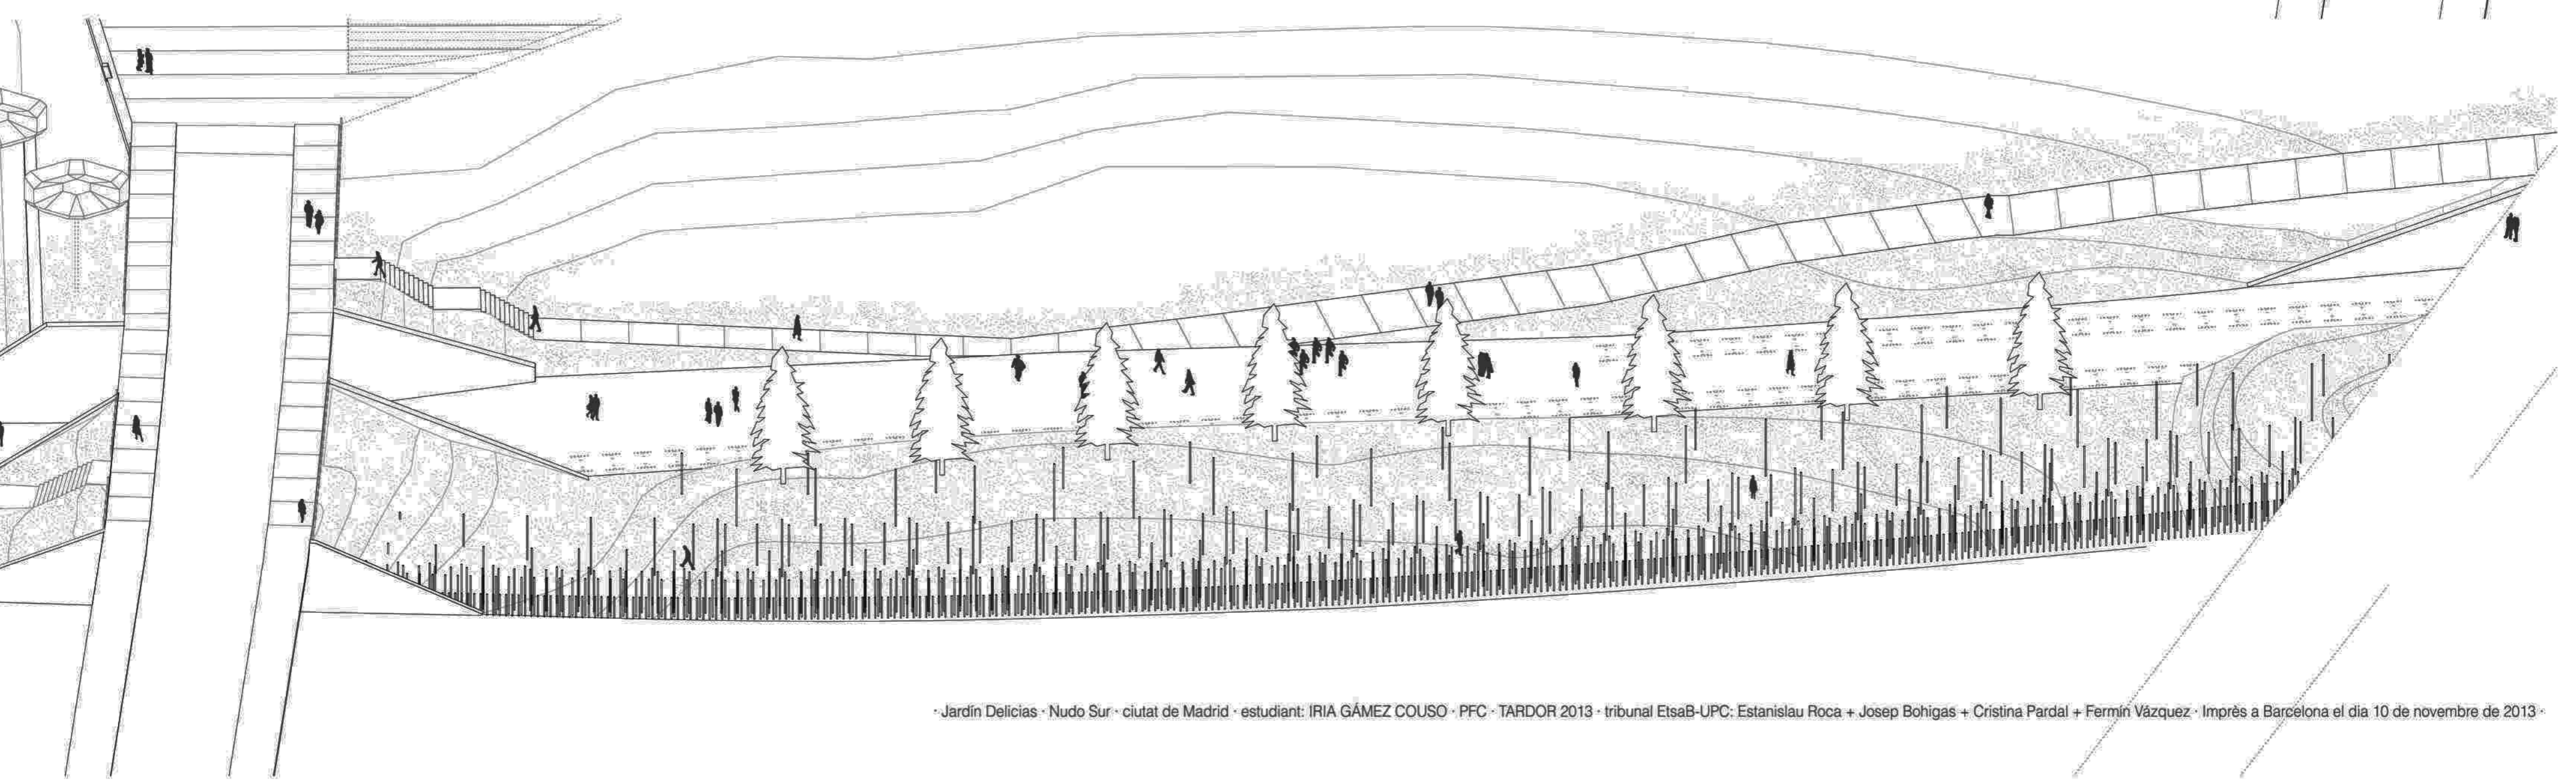 · Jardín Delicias · Nudo Sur · ciutat de Madrid · estudiant: IRIA GÁMEZ COUSO · PFC · TARDOR 2013 · tribunal EtsaB-UPC: Estanislau Roca + Josep Bohigas + Cristina Pardal + Fermín Vázquez · Imprès a Barcelona el dia 10 de novembre de 2013 ·